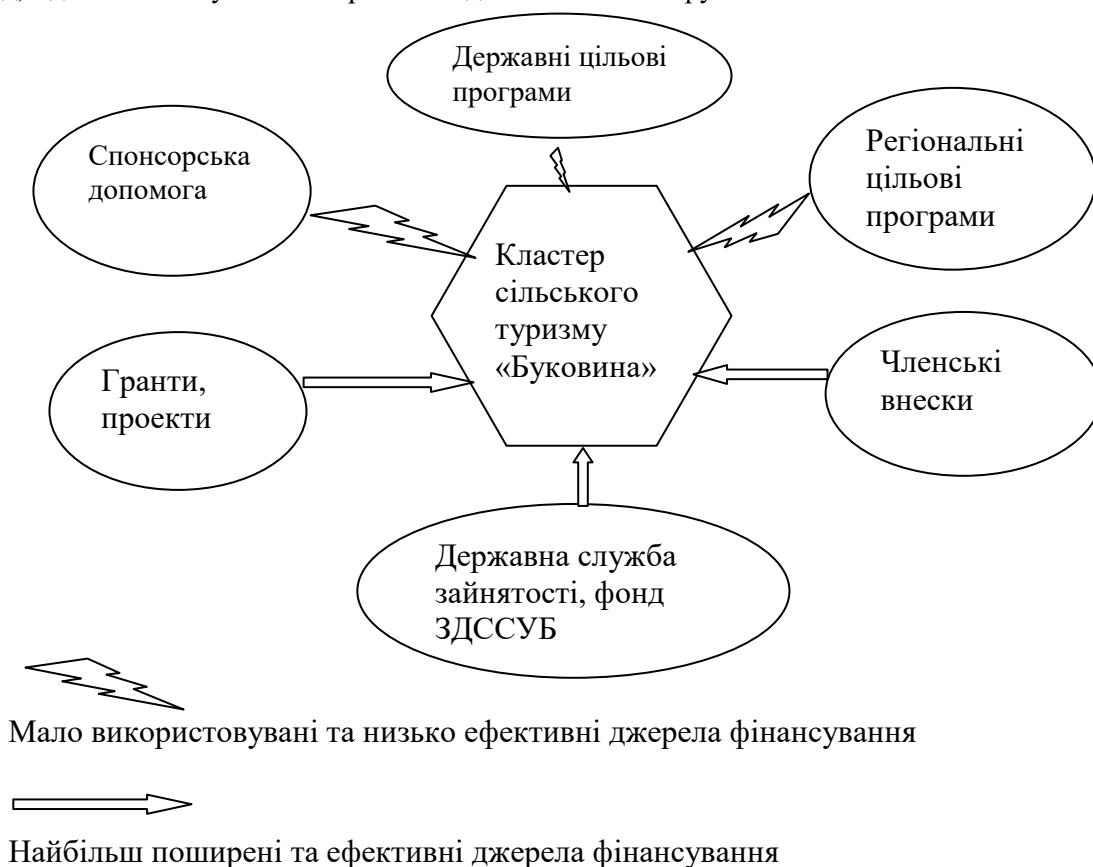 Державні цільові
програми
Спонсорська
допомога
Регіональні
цільові
програми
Кластер
сільського
туризму
«Буковина»
Гранти,
проекти
Членські
внески
Державна служба
зайнятості, фонд
ЗДССУБ
Мало використовувані та низько ефективні джерела фінансування
Найбільш поширені та ефективні джерела фінансування